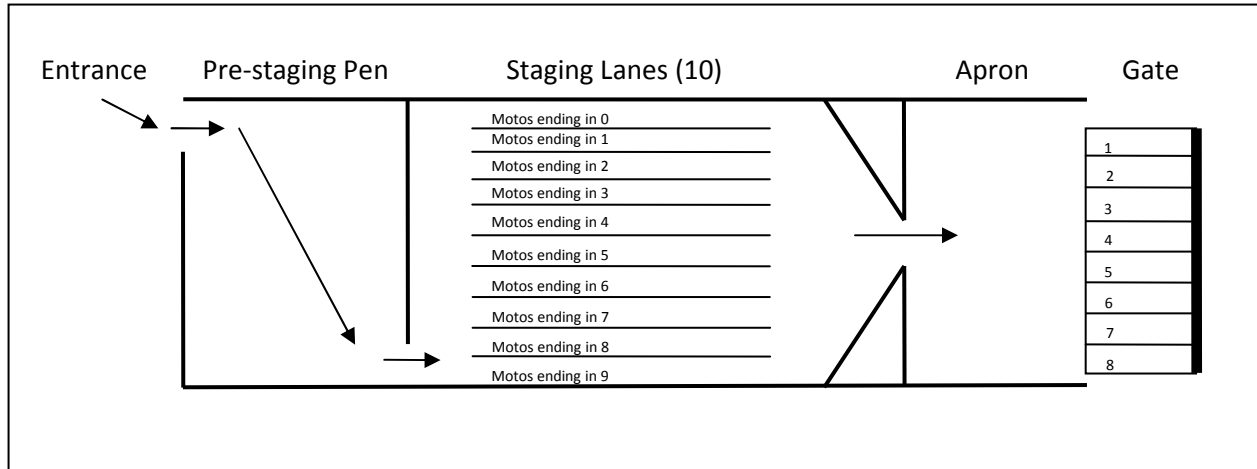 Entrance Pre-staging Pen Staging Lanes (10) Apron Gate
Motos ending in 0
Motos ending in 1
Motos ending in 2
Motos ending in 3
Motos ending in 4
Motos ending in 5
Motos ending in 6
Motos ending in 7
Motos ending in 8
Motos ending in 9
1
2
3
4
5
6
7
8